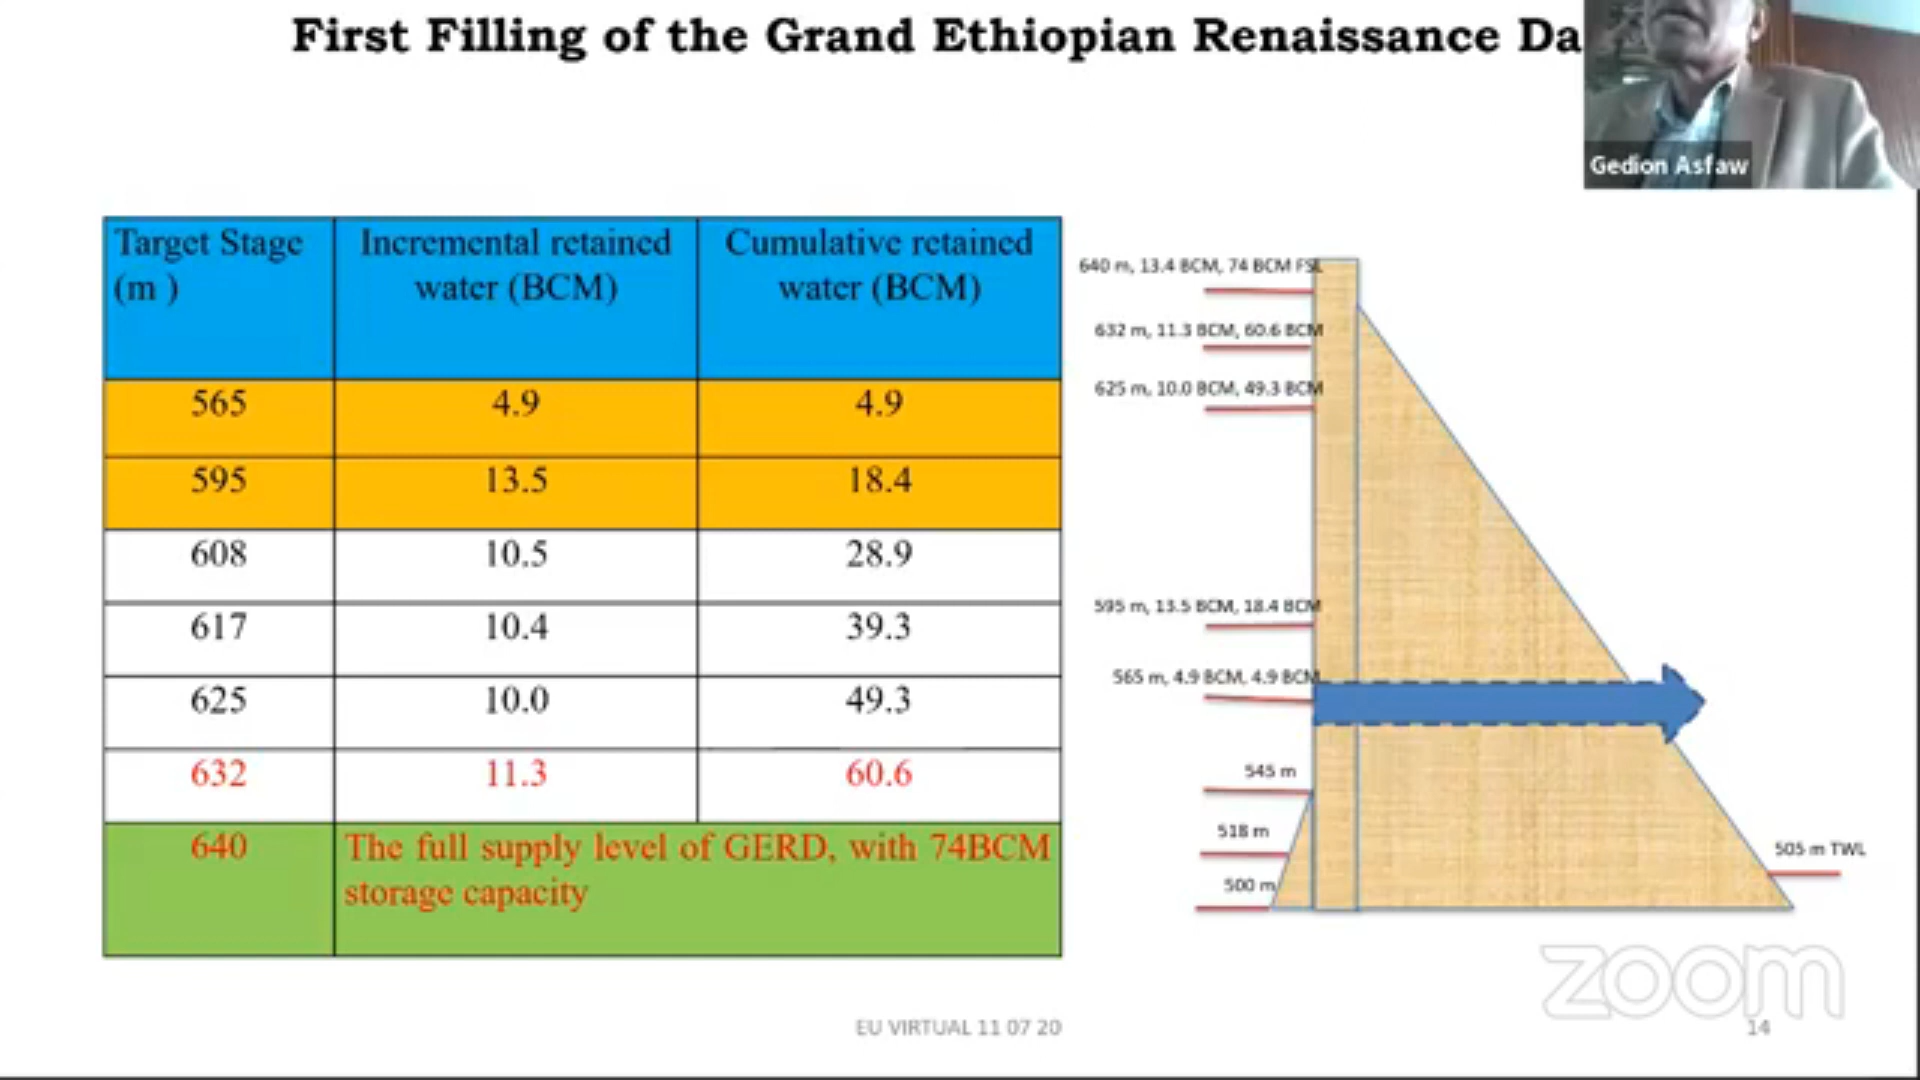 First Filling of the Grand Ethiopian Renaissance Da
Gedion Asfaw
Target Stage (m )
Incremental retained water (BCM)
Cumulative retained water (BCM)
565 4.9 4.9
595 13.5 18.4
608 10.5 28.9
617 10.4 39.3
625 10.0 49.3
632 11.3 60.6
640 The full supply level of GERD, with 74BCM
storage capacity
640 m, 13.4 BCM, 74 BCM FSL
632 m, 11.3 BCM, 60.6 BCM
625 m, 10.0 BCM, 49.3 BCM
595 m, 13.5 BCM, 18.4 BCM
565 m, 4.9 BCM, 4.9 BCM
545 m
518 m
500 m
505 m TWL
zoom
EU VIRTUAL 11 07 20
14